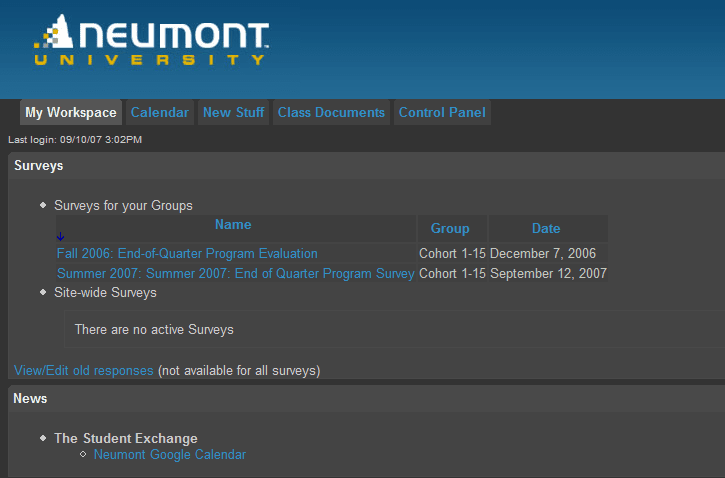 NEUMONT
UNIVERSITY
My Workspace Calendar New Stuff Class Documents Control Panel
Last login: 09/10/07 3:02PM
Surveys
Surveys for your Groups
Name Group Date
Fall 2006: End-of-Quarter Program Evaluation Cohort 1-15 December 7, 2006
Summer 2007: Summer 2007: End of Quarter Program Survey Cohort 1-15 September 12, 2007
Site-wide Surveys
There are no active Surveys
View/Edit old responses (not available for all surveys)
News
The Student Exchange
Neumont Google Calendar